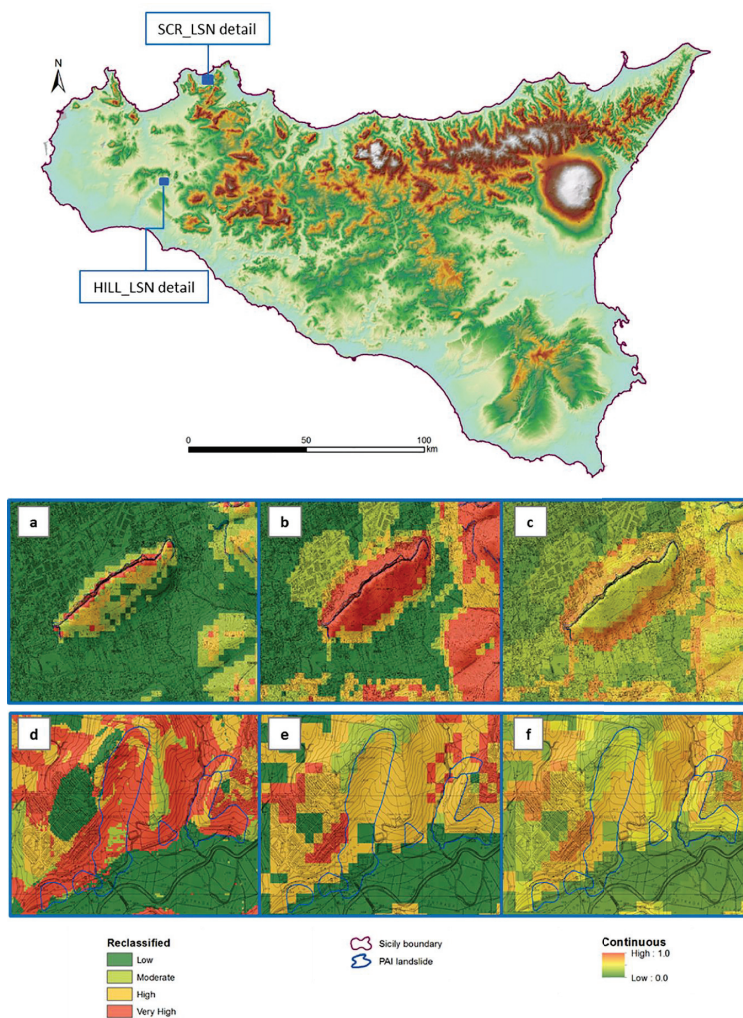 SCR_LSN detail
N
HILL_LSN detail
0 50 100
km
a b c
d e f
Reclassified
Low
Moderate
High
Very High
Sicily boundary
PAI landslide
Continuous
High : 1.0
Low : 0.0